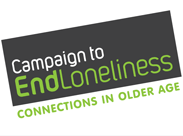 Campaign to
EndLoneliness
CONNECTIONS IN OLDER AGE